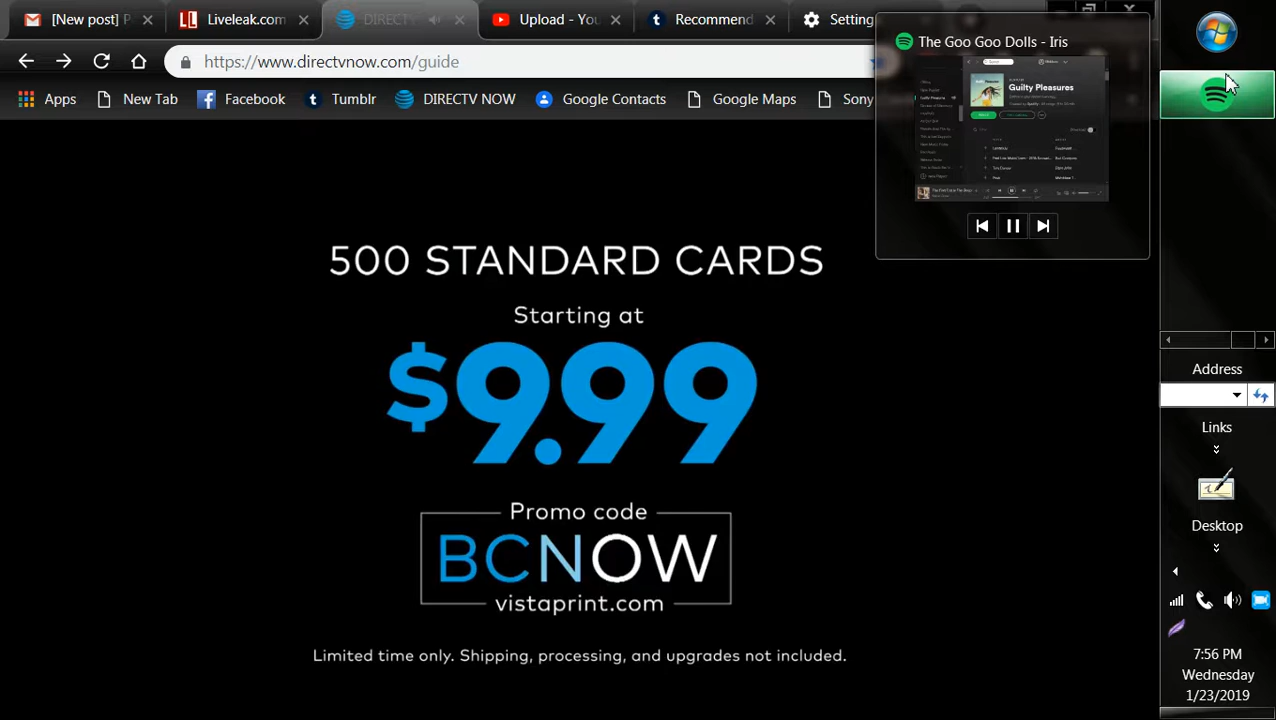 [New post] P
Liveleak.com
DIRECTV
Upload - You
Recommend
Setting
https://www.directvnow.com/guide
App
New Tab
book
Tumblr
DIRECTV NOW
Google Contacts
Google Maps
Sony
The Goo Goo Dolls - Iris
Guilty Pleasures
500 STANDARD CARDS
Starting at
$9.99
Promo code
BCNOW
vistaprint.com
Limited time only. Shipping, processing, and upgrades not included.
Address
Links
Desktop
7:56 PM
Wednesday
1/23/2019